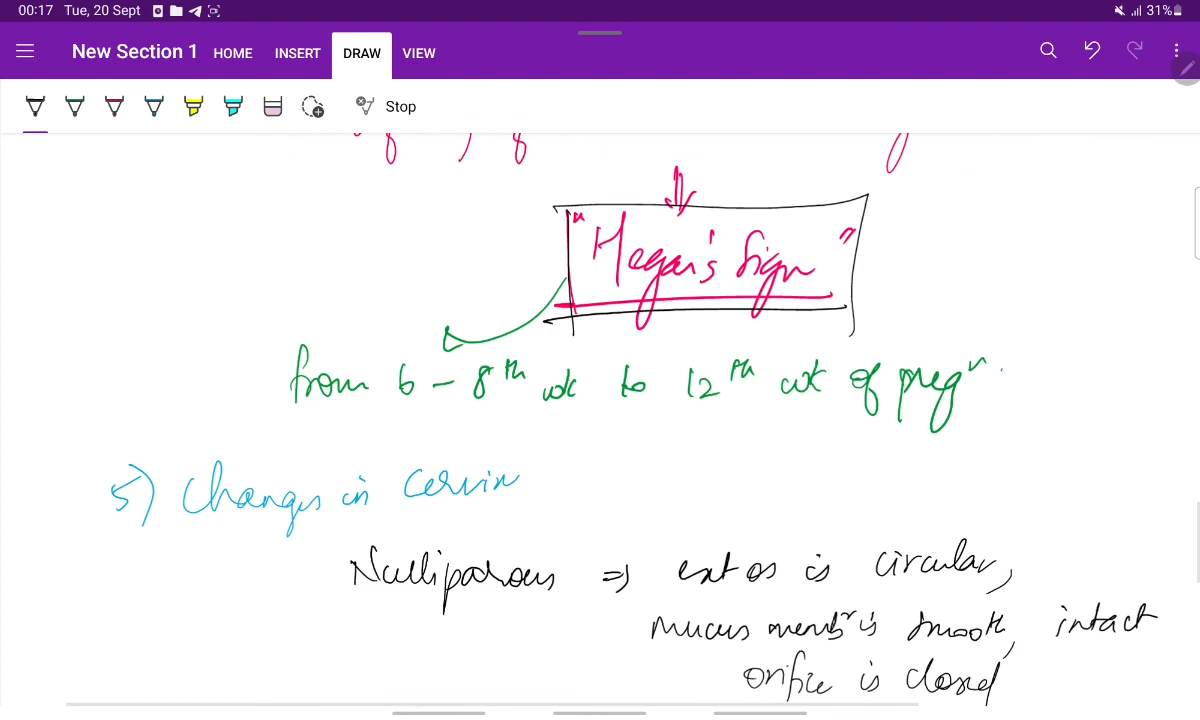 00:17 Tue, 20 Sept 31%
New Section 1 HOME INSERT DRAW VIEW
Stop
"Hegar's Sign"
from 6 - 8th wk to 12th wk of pregn.
5) Changes in Cervix
Nulliparous ⇒ ext os is circular,
mucus membr is smooth, intact
orifice is closed